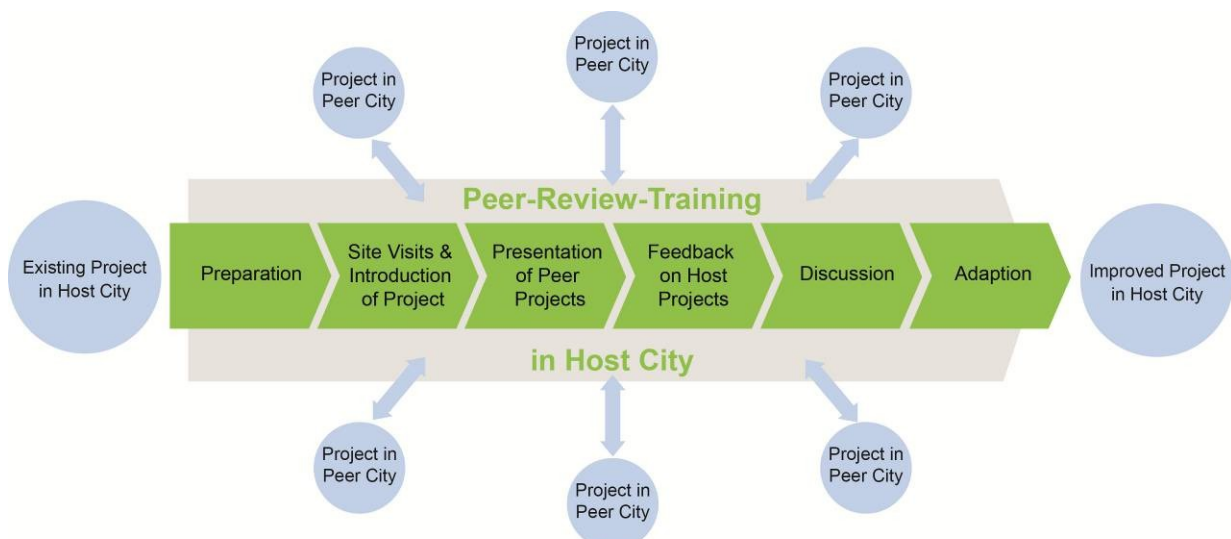 Project in
Peer City
Project in
Peer City
Project in
Peer City
Peer-Review-Training
Existing Project
in Host City
Preparation
Site Visits &
Introduction
of Project
Presentation
of Peer
Projects
Feedback
on Host
Projects
Discussion
Adaption
Improved Project
in Host City
in Host City
Project in
Peer City
Project in
Peer City
Project in
Peer City